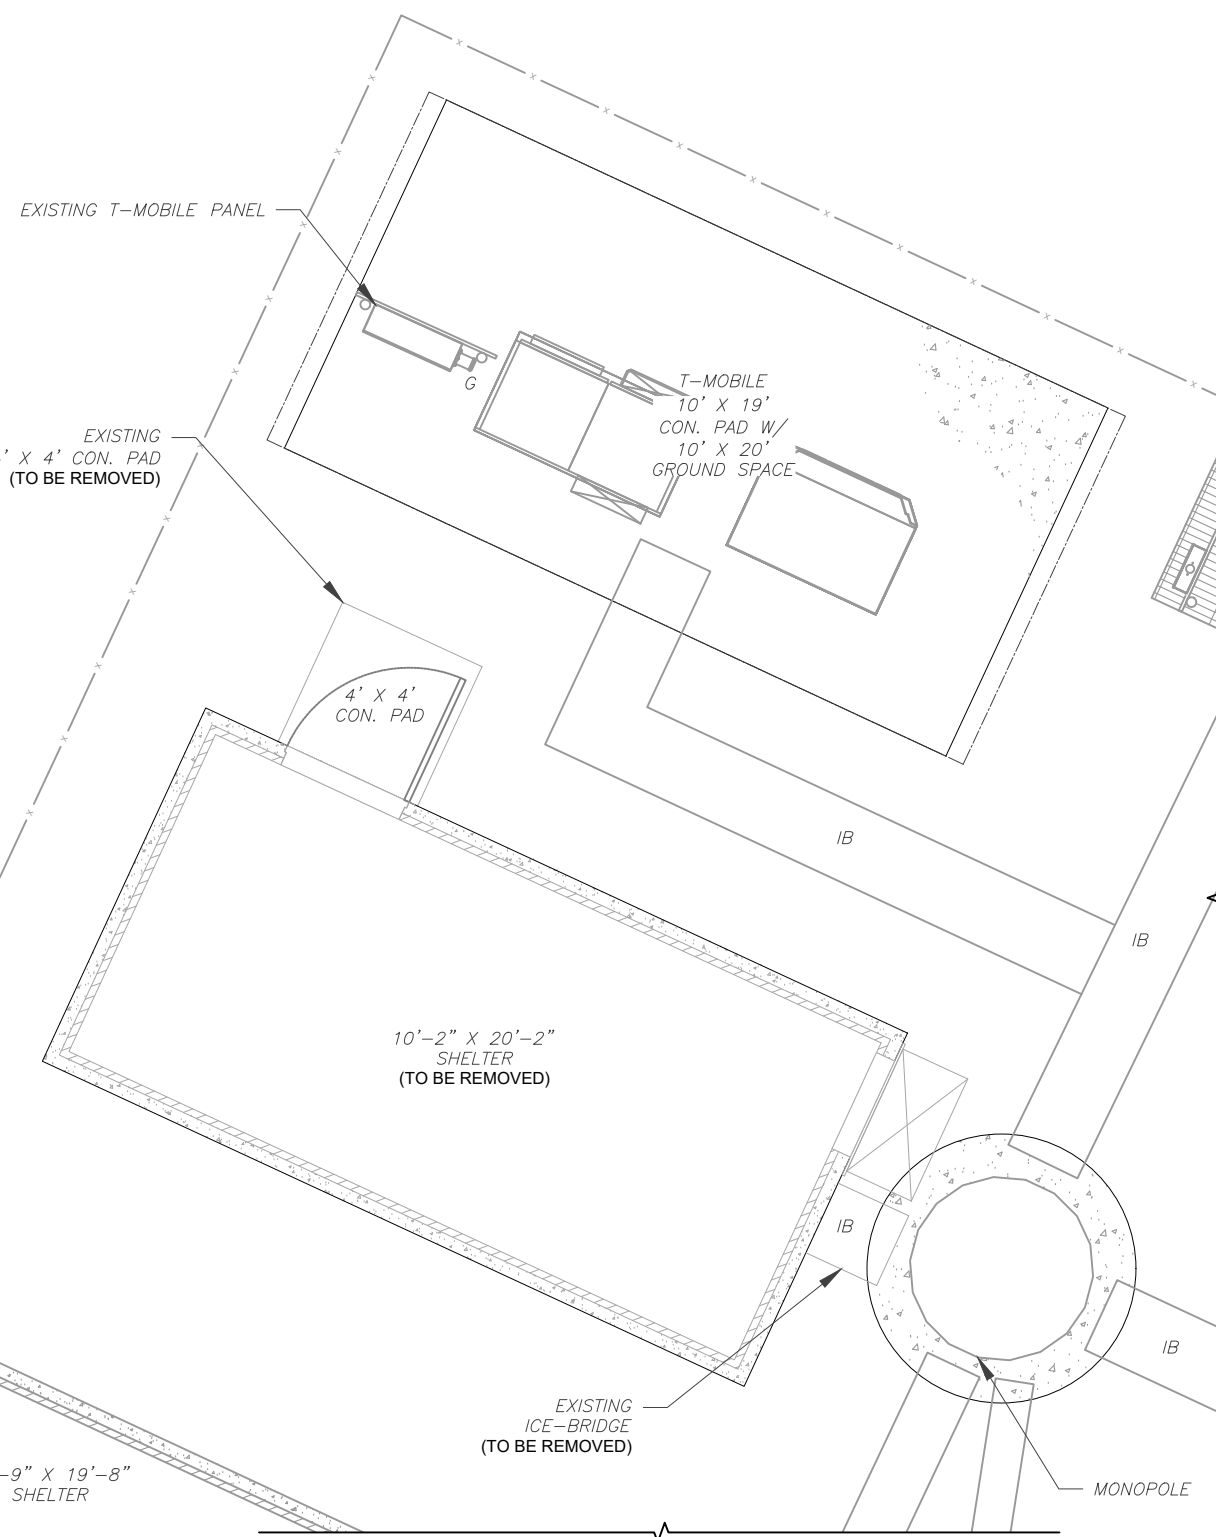 EXISTING T-MOBILE PANEL
G
T-MOBILE
10' X 19'
CON. PAD W/
10' X 20'
GROUND SPACE
EXISTING
' X 4' CON. PAD
(TO BE REMOVED)
4' X 4'
CON. PAD
IB
IB
10'-2" X 20'-2"
SHELTER
(TO BE REMOVED)
IB
IB
EXISTING
ICE-BRIDGE
(TO BE REMOVED)
-9" X 19'-8"
SHELTER
MONOPOLE